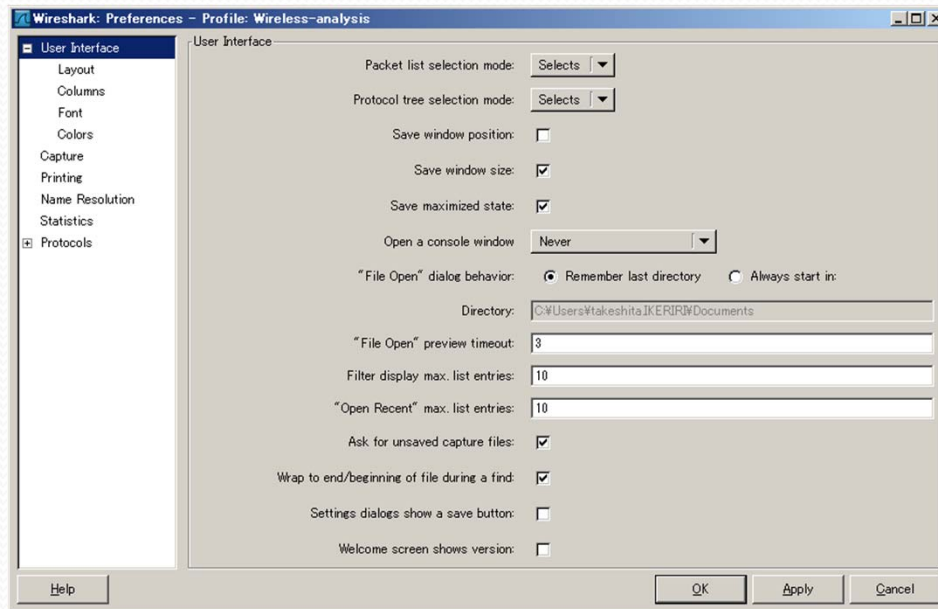 Wireshark: Preferences - Profile: Wireless-analysis
User Interface
Layout
Columns
Font
Colors
Capture
Printing
Name Resolution
Statistics
Protocols
User Interface
Packet list selection mode: Selects
Protocol tree selection mode: Selects
Save window position:
Save window size:
Save maximized state:
Open a console window Never
"File Open" dialog behavior: Remember last directory Always start in:
Directory: C:¥Users¥takeshita.IKERIRI¥Documents
"File Open" preview timeout: 3
Filter display max. list entries: 10
"Open Recent" max. list entries: 10
Ask for unsaved capture files:
Wrap to end/beginning of file during a find:
Settings dialogs show a save button:
Welcome screen shows version:
Help OK Apply Cancel